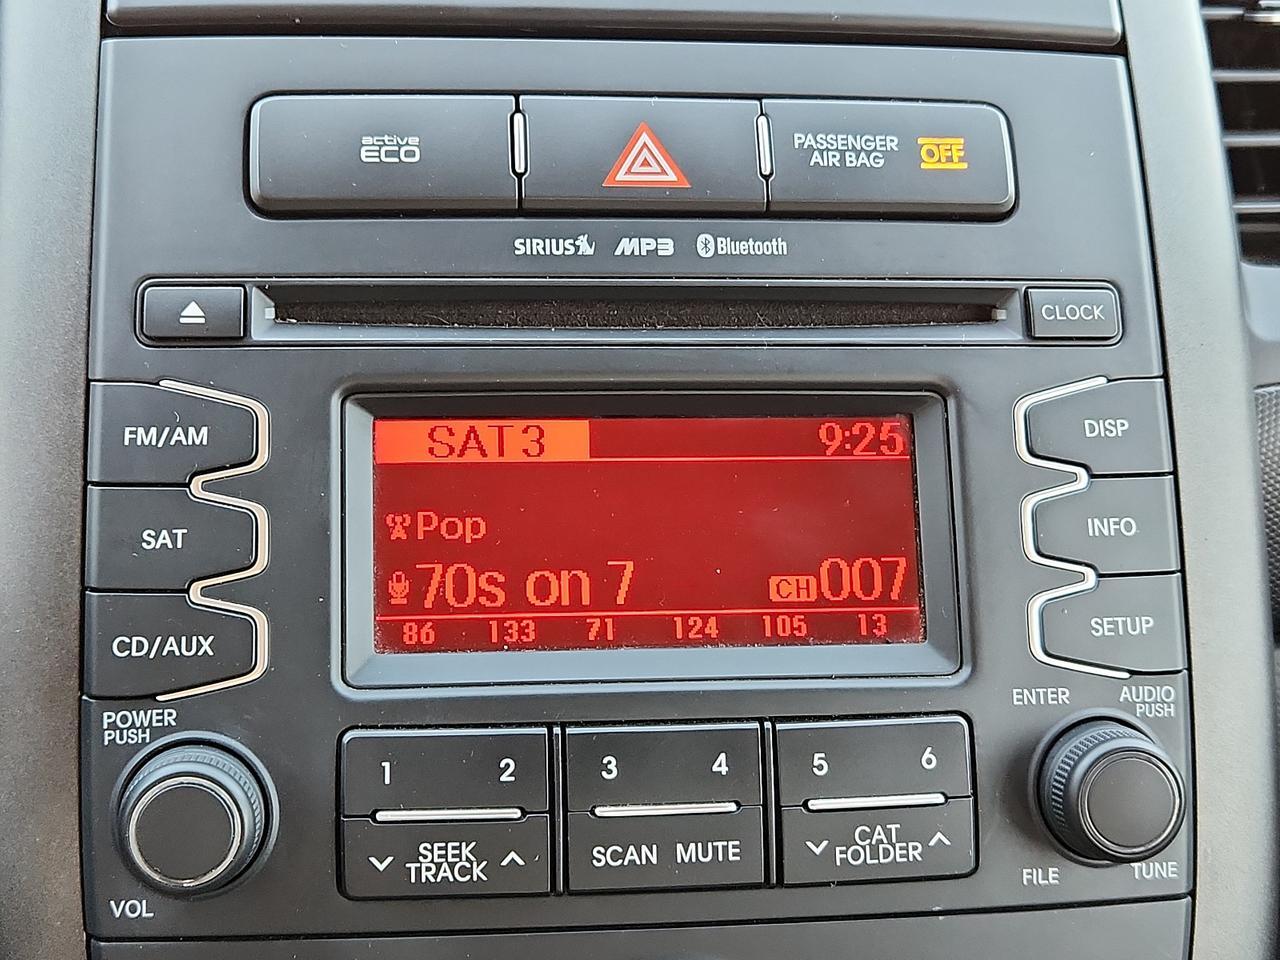 active
ECO
PASSENGER
AIR BAG
OFF
SIRIUS MP3 Bluetooth
CLOCK
FM/AM
SAT
CD/AUX
SAT3 9:25
Pop
70s on 7 CH 007
86 133 71 124 105 13
DISP
INFO
SETUP
POWER
PUSH
VOL
1 2 3 4 5 6
SEEK
TRACK
SCAN MUTE
CAT
FOLDER
ENTER
AUDIO
PUSH
FILE
TUNE